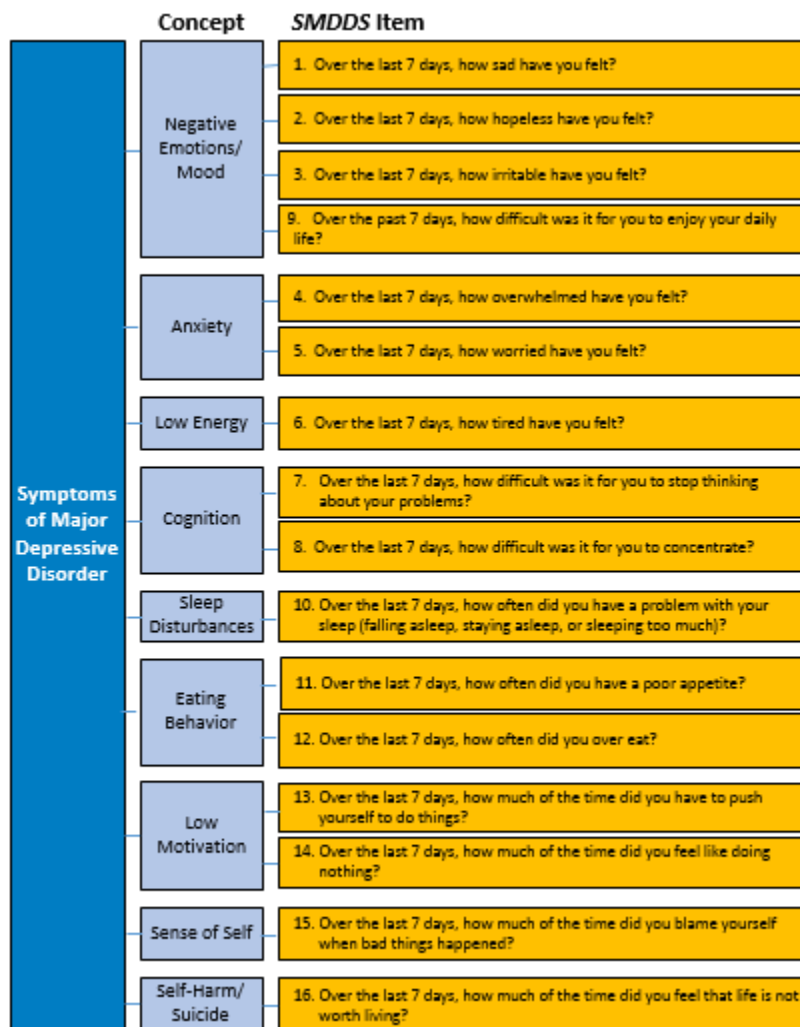 Concept
SMDDS Item
Symptoms
of Major
Depressive
Disorder
Negative
Emotions/
Mood
1. Over the last 7 days, how sad have you felt?
2. Over the last 7 days, how hopeless have you felt?
3. Over the last 7 days, how irritable have you felt?
9. Over the past 7 days, how difficult was it for you to enjoy your daily
life?
Anxiety
4. Over the last 7 days, how overwhelmed have you felt?
5. Over the last 7 days, how worried have you felt?
Low Energy
6. Over the last 7 days, how tired have you felt?
Cognition
7. Over the last 7 days, how difficult was it for you to stop thinking
about your problems?
8. Over the last 7 days, how difficult was it for you to concentrate?
Sleep
Disturbances
10. Over the last 7 days, how often did you have a problem with your
sleep (falling asleep, staying asleep, or sleeping too much)?
Eating
Behavior
11. Over the last 7 days, how often did you have a poor appetite?
12. Over the last 7 days, how often did you over eat?
Low
Motivation
13. Over the last 7 days, how much of the time did you have to push
yourself to do things?
14. Over the last 7 days, how much of the time did you feel like doing
nothing?
Sense of Self
15. Over the last 7 days, how much of the time did you blame yourself
when bad things happened?
Self-Harm/
Suicide
16. Over the last 7 days, how much of the time did you feel that life is not
worth living?